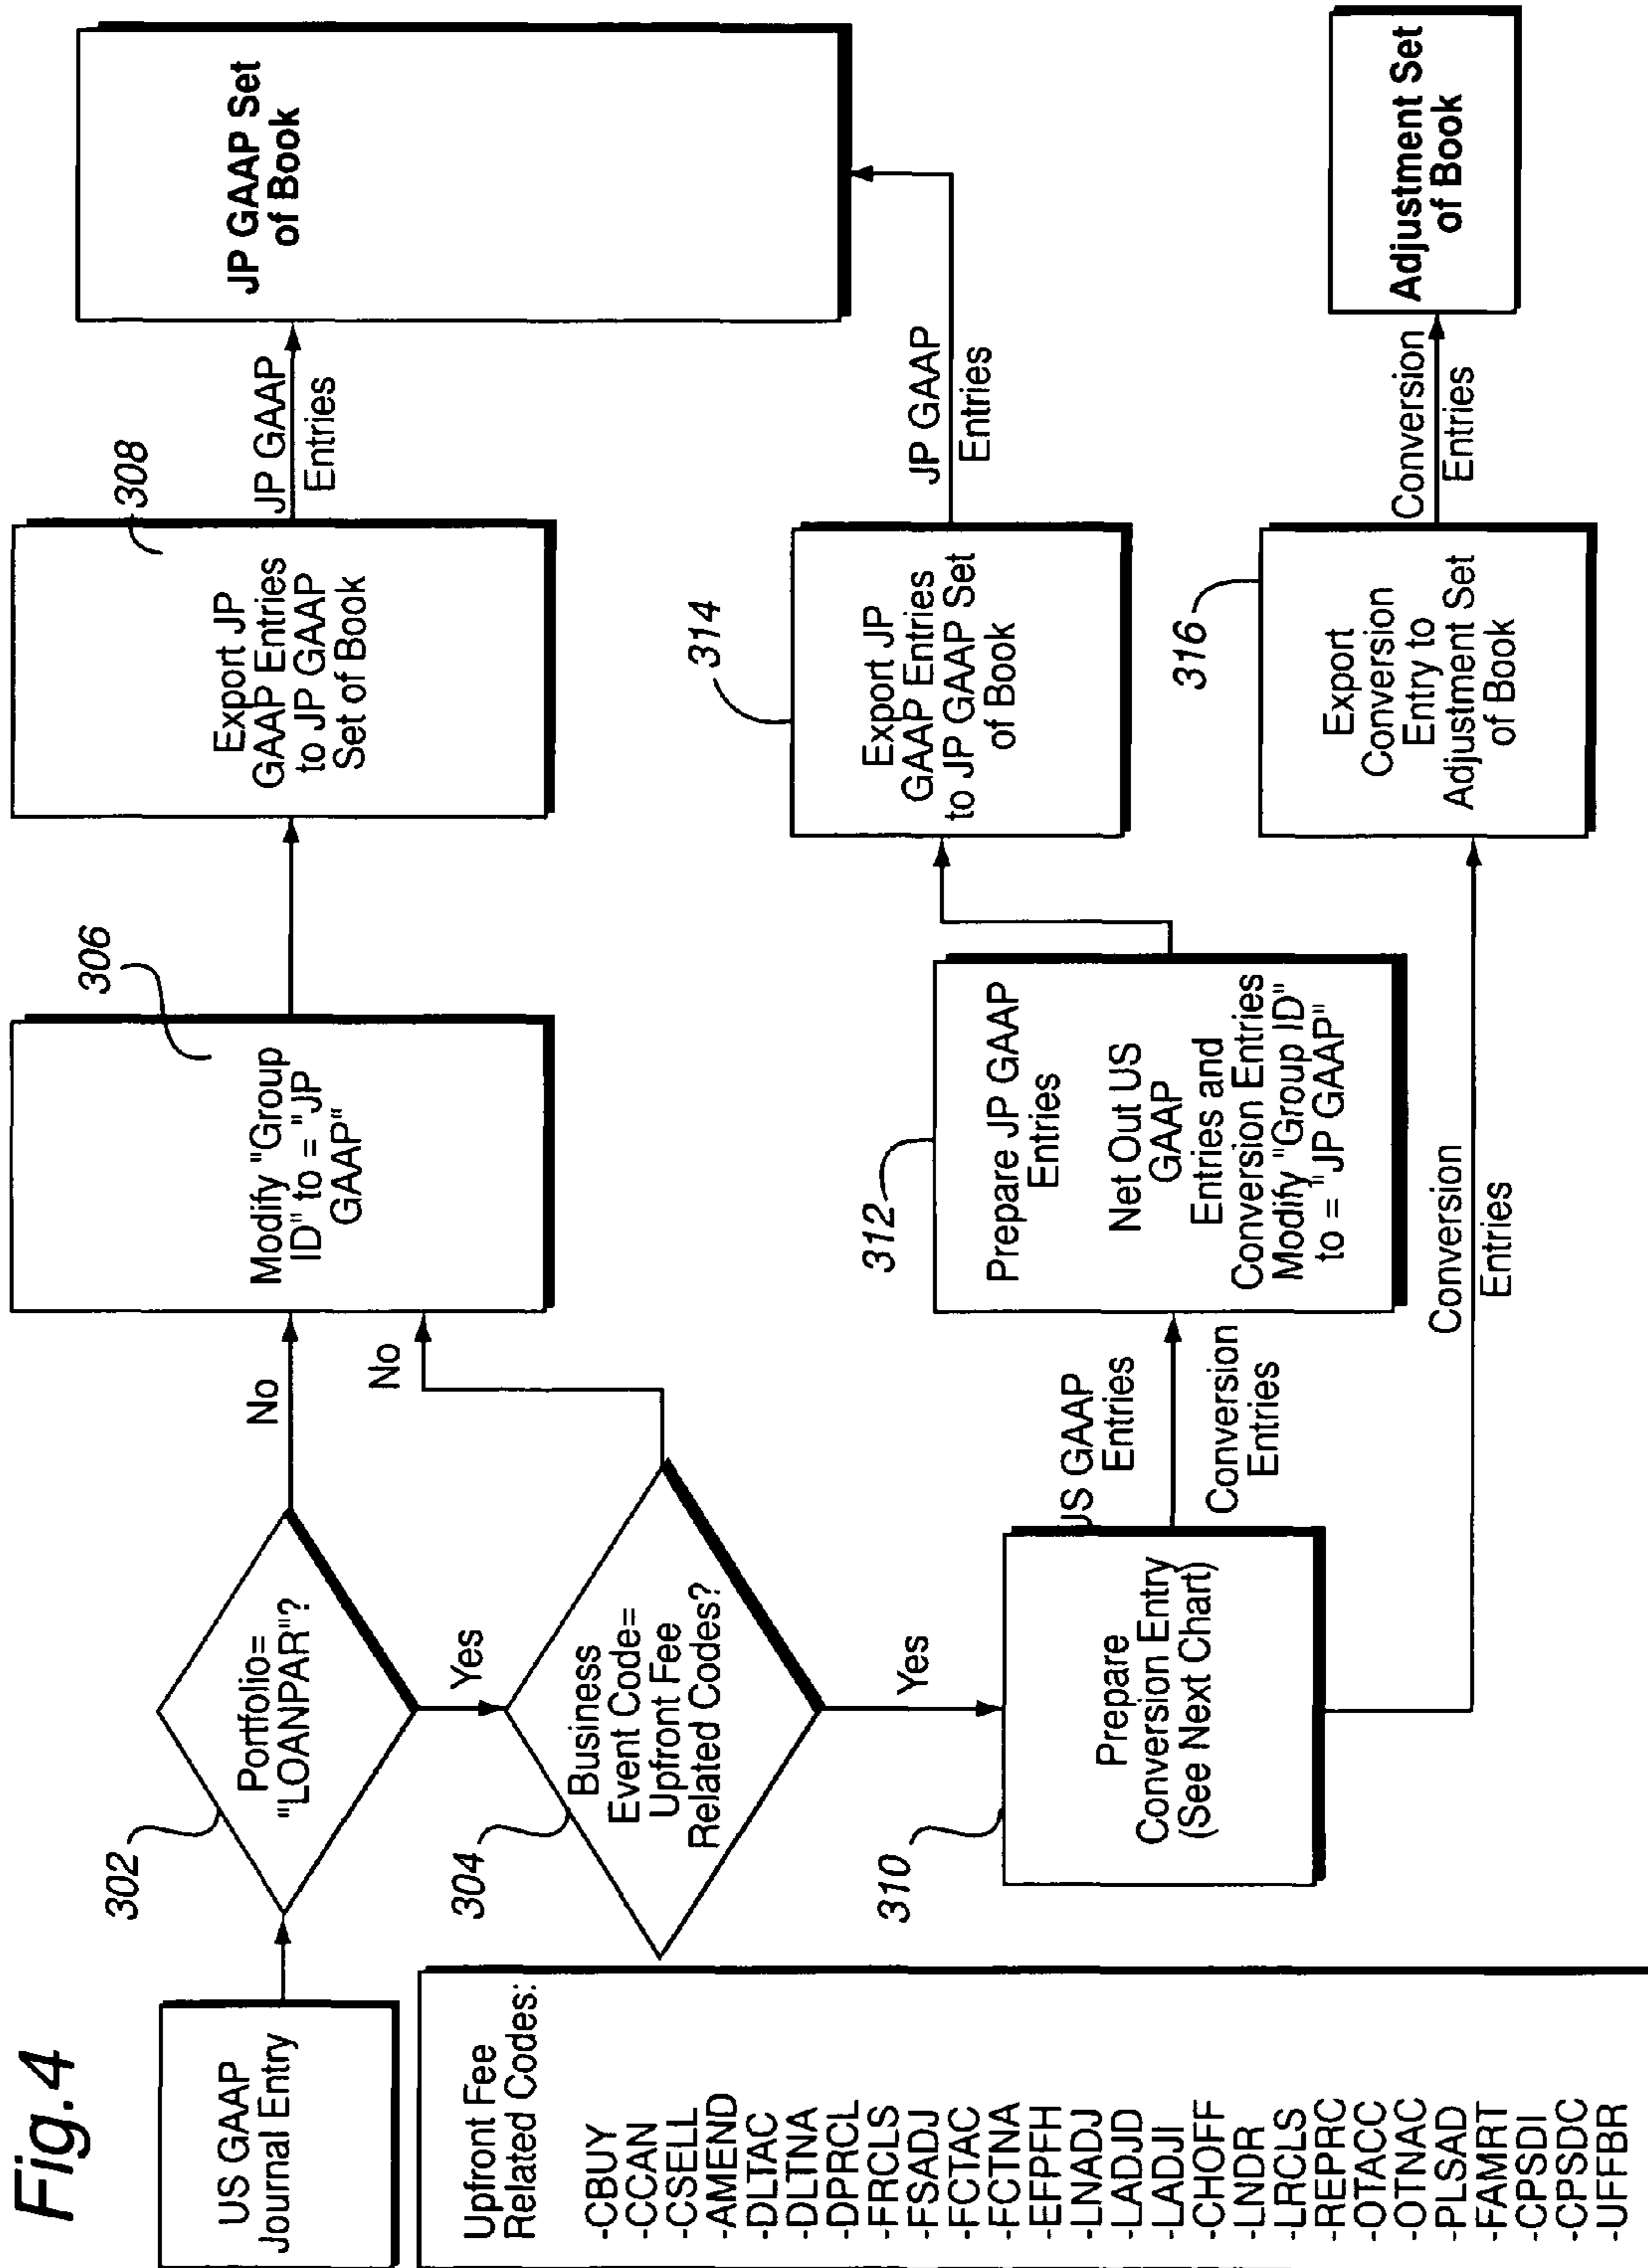 Fig.4
US GAAP
Journal Entry
302
Portfolio=
"LOANPAR"?
No
306
Modify "Group
ID" to = "JP
GAAP"
308
Export JP
GAAP Entries
to JP GAAP
Set of Book
JP GAAP
Entries
JP GAAP Set
of Book
Yes
304
Business
Event Code=
Upfront Fee
Related Codes?
No
Yes
310
Prepare
Conversion Entry
(See Next Chart)
US GAAP
Entries
Conversion
Entries
312
Prepare JP GAAP
Entries
Net Out US
GAAP
Entries and
Conversion Entries
Modify "Group ID"
to = "JP GAAP"
314
Export JP
GAAP Entries
to JP GAAP Set
of Book
JP GAAP
Entries
Conversion
Entries
316
Export
Conversion
Entry to
Adjustment Set
of Book
Conversion
Entries
Adjustment Set
of Book
Upfront Fee
Related Codes:
-CBUY
-CCAN
-CSELL
-AMEND
-DLTAC
-DLTNA
-DPRCL
-FRCLS
-FSADJ
-FCTAC
-FCTNA
-EFPFH
-LNADJ
-LADJD
-LADJI
-CHOFF
-LNDR
-LRCLS
-REPRC
-OTACC
-OTNAC
-PLSAD
-FAMRT
-CPSDI
-CPSDC
-UFFBR